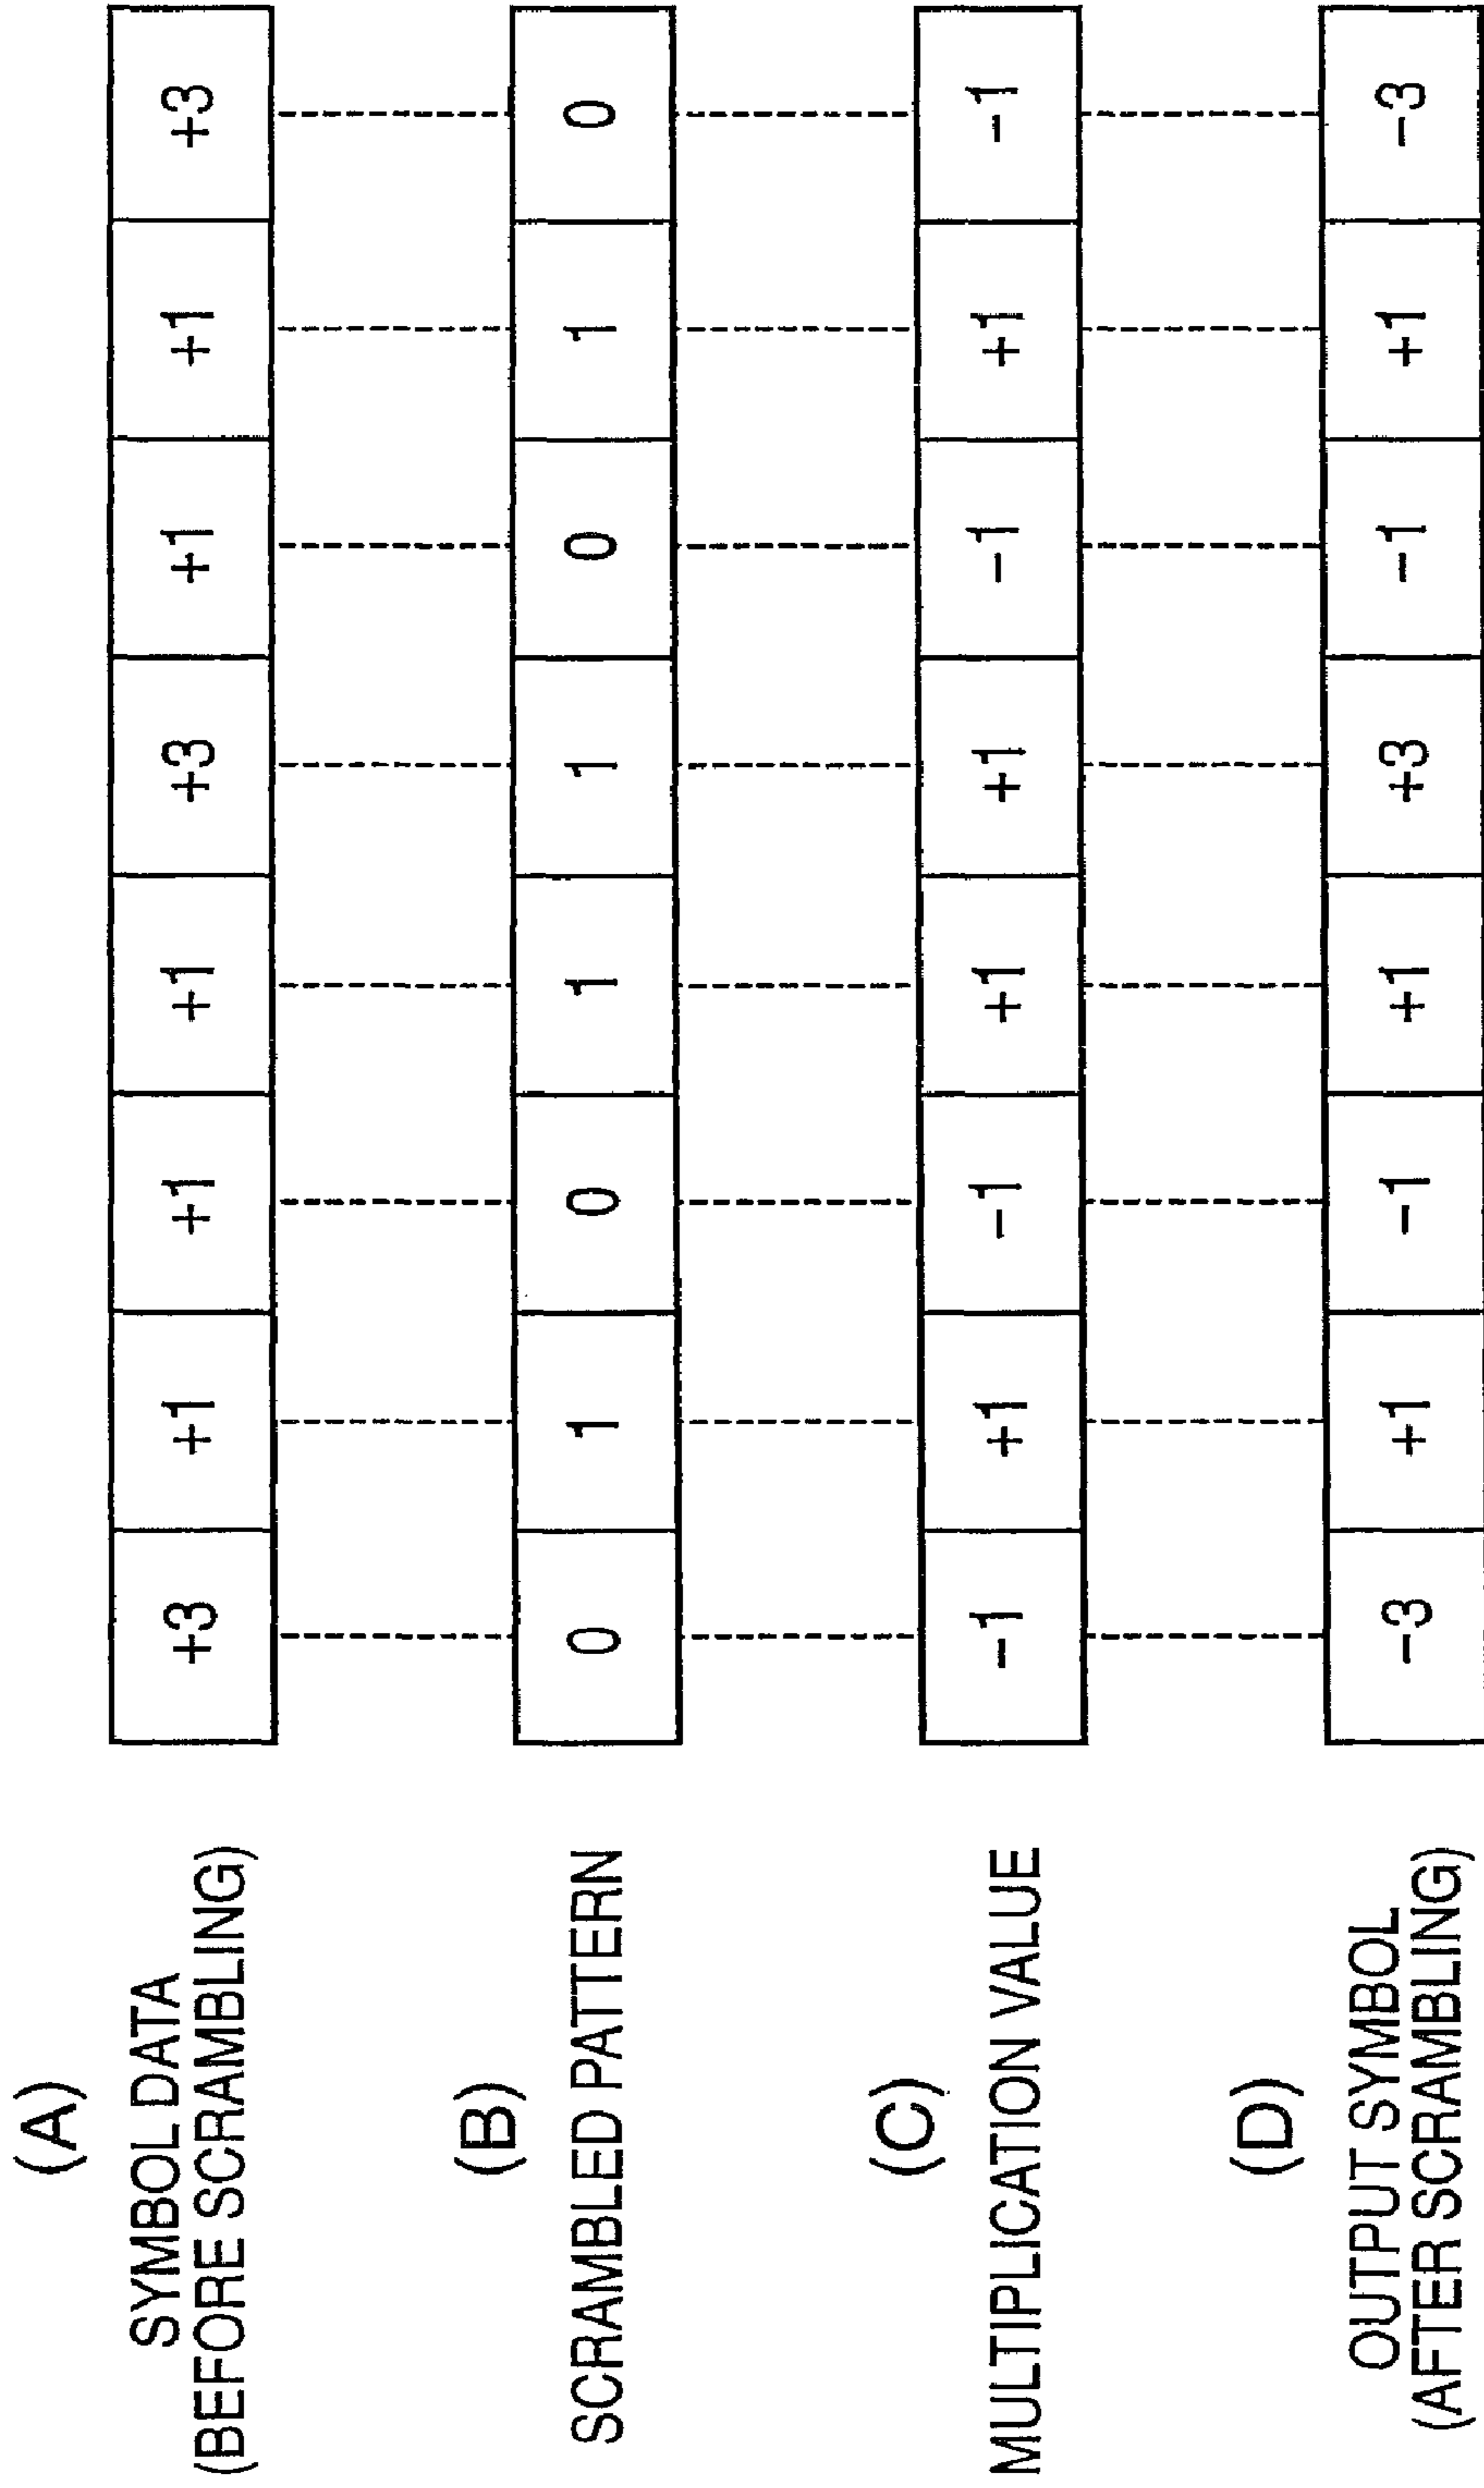 (A)
SYMBOL DATA
(BEFORE SCRAMBLING)
+3 +1 +1 +1 +3 +1 +1 +3
(B)
SCRAMBLED PATTERN
0 1 0 1 1 0 1 0
(C)
MULTIPLICATION VALUE
−1 +1 −1 +1 +1 −1 +1 −1
(D)
OUTPUT SYMBOL
(AFTER SCRAMBLING)
−3 +1 −1 +1 +3 −1 +1 −3